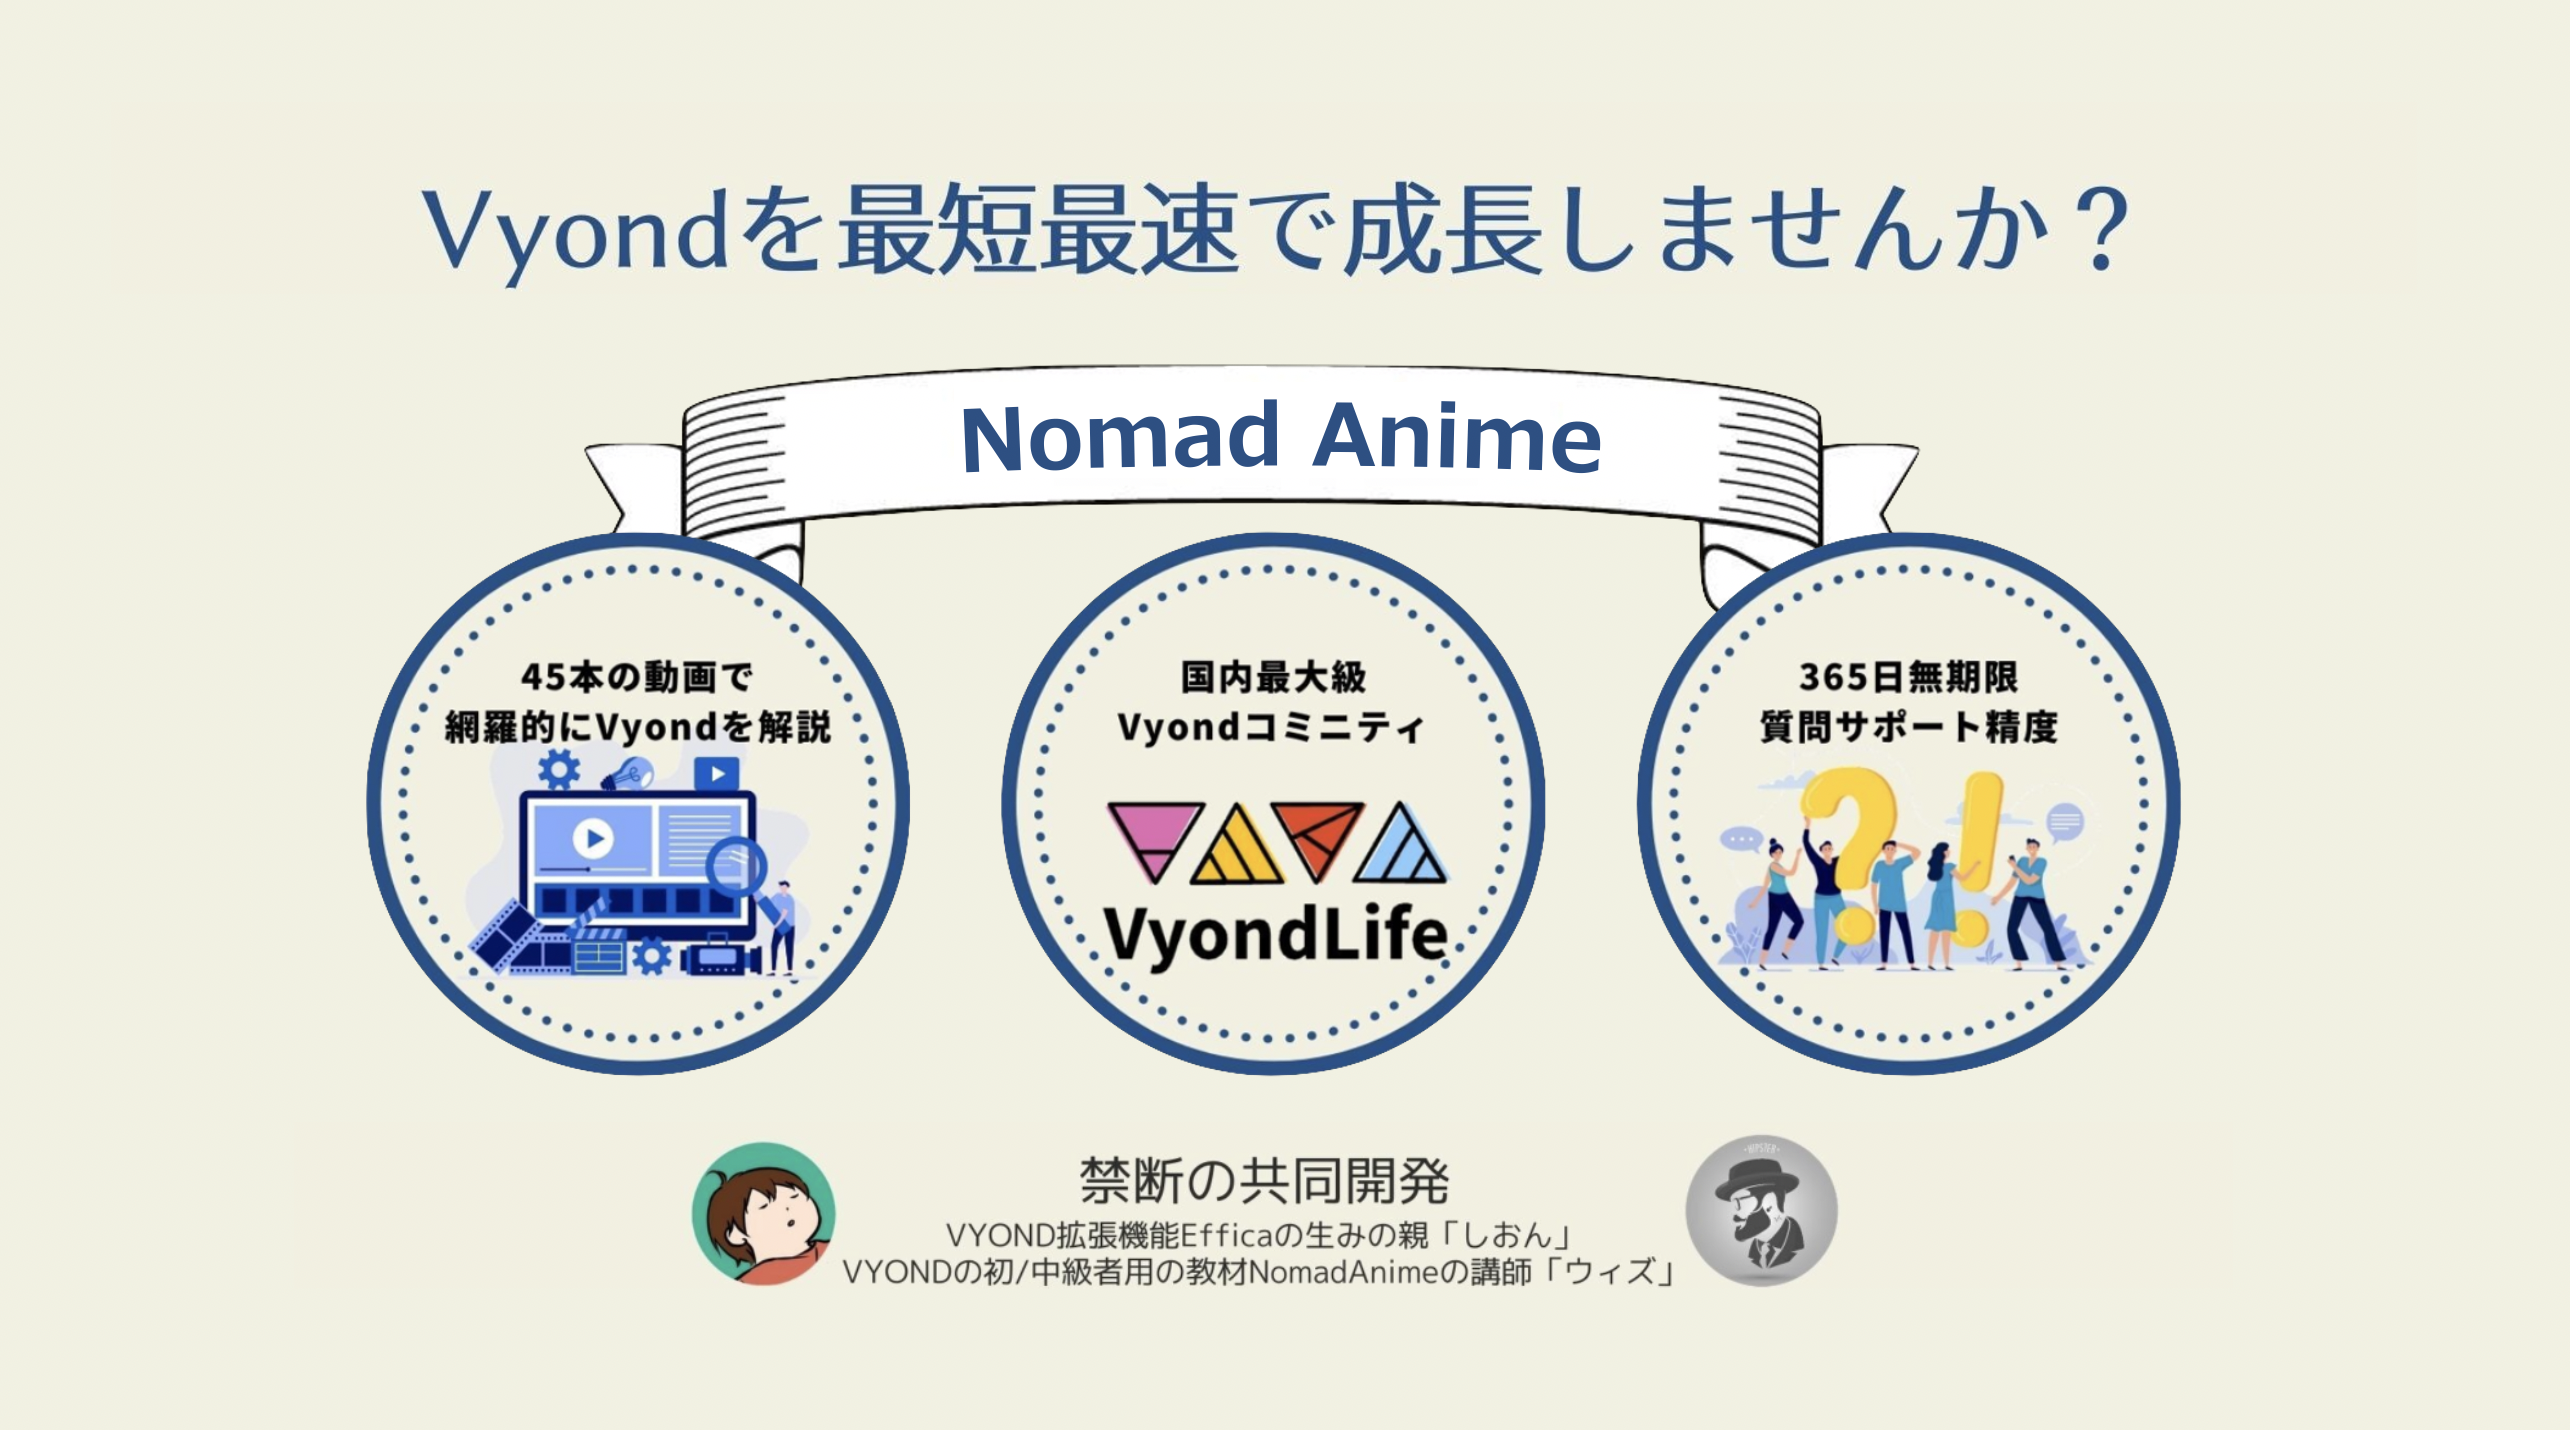 Vyondを最短最速で成長しませんか？
Nomad Anime
45本の動画で
網羅的にVyondを解説
国内最大級
Vyondコミニティ
VyondLife
365日無期限
質問サポート精度
禁断の共同開発
VYOND拡張機能Efficaの生みの親「しおん」
VYONDの初/中級者用の教材NomadAnimeの講師「ウィズ」
HIPSTER